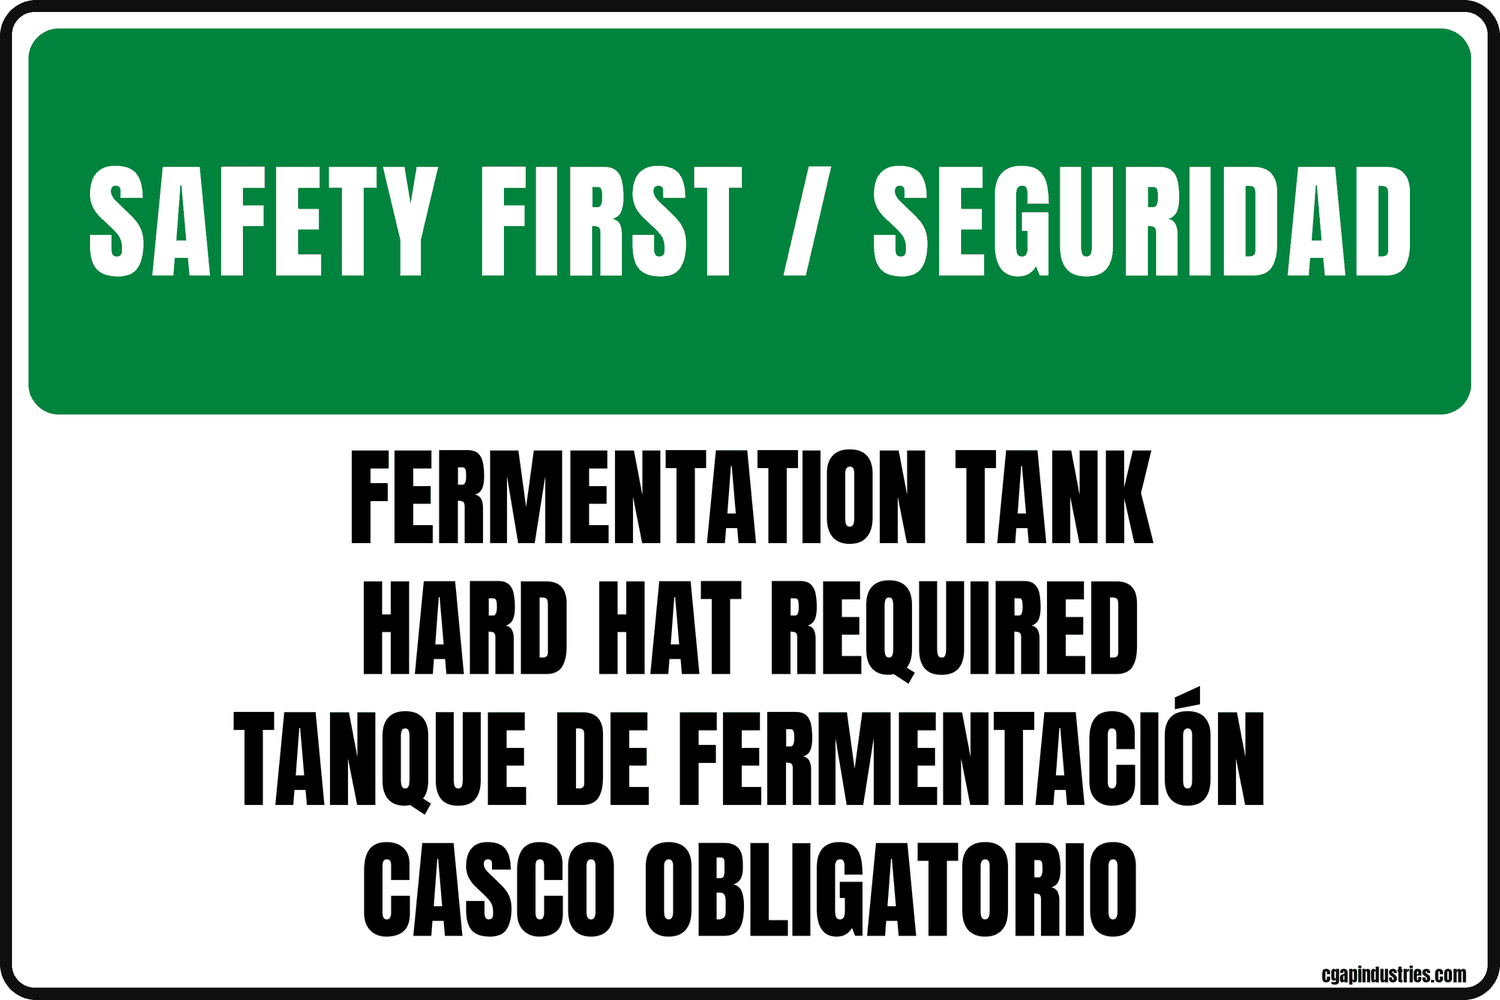 SAFETY FIRST / SEGURIDAD
FERMENTATION TANK
HARD HAT REQUIRED
TANQUE DE FERMENTACIÓN
CASCO OBLIGATORIO
cgapindustries.com